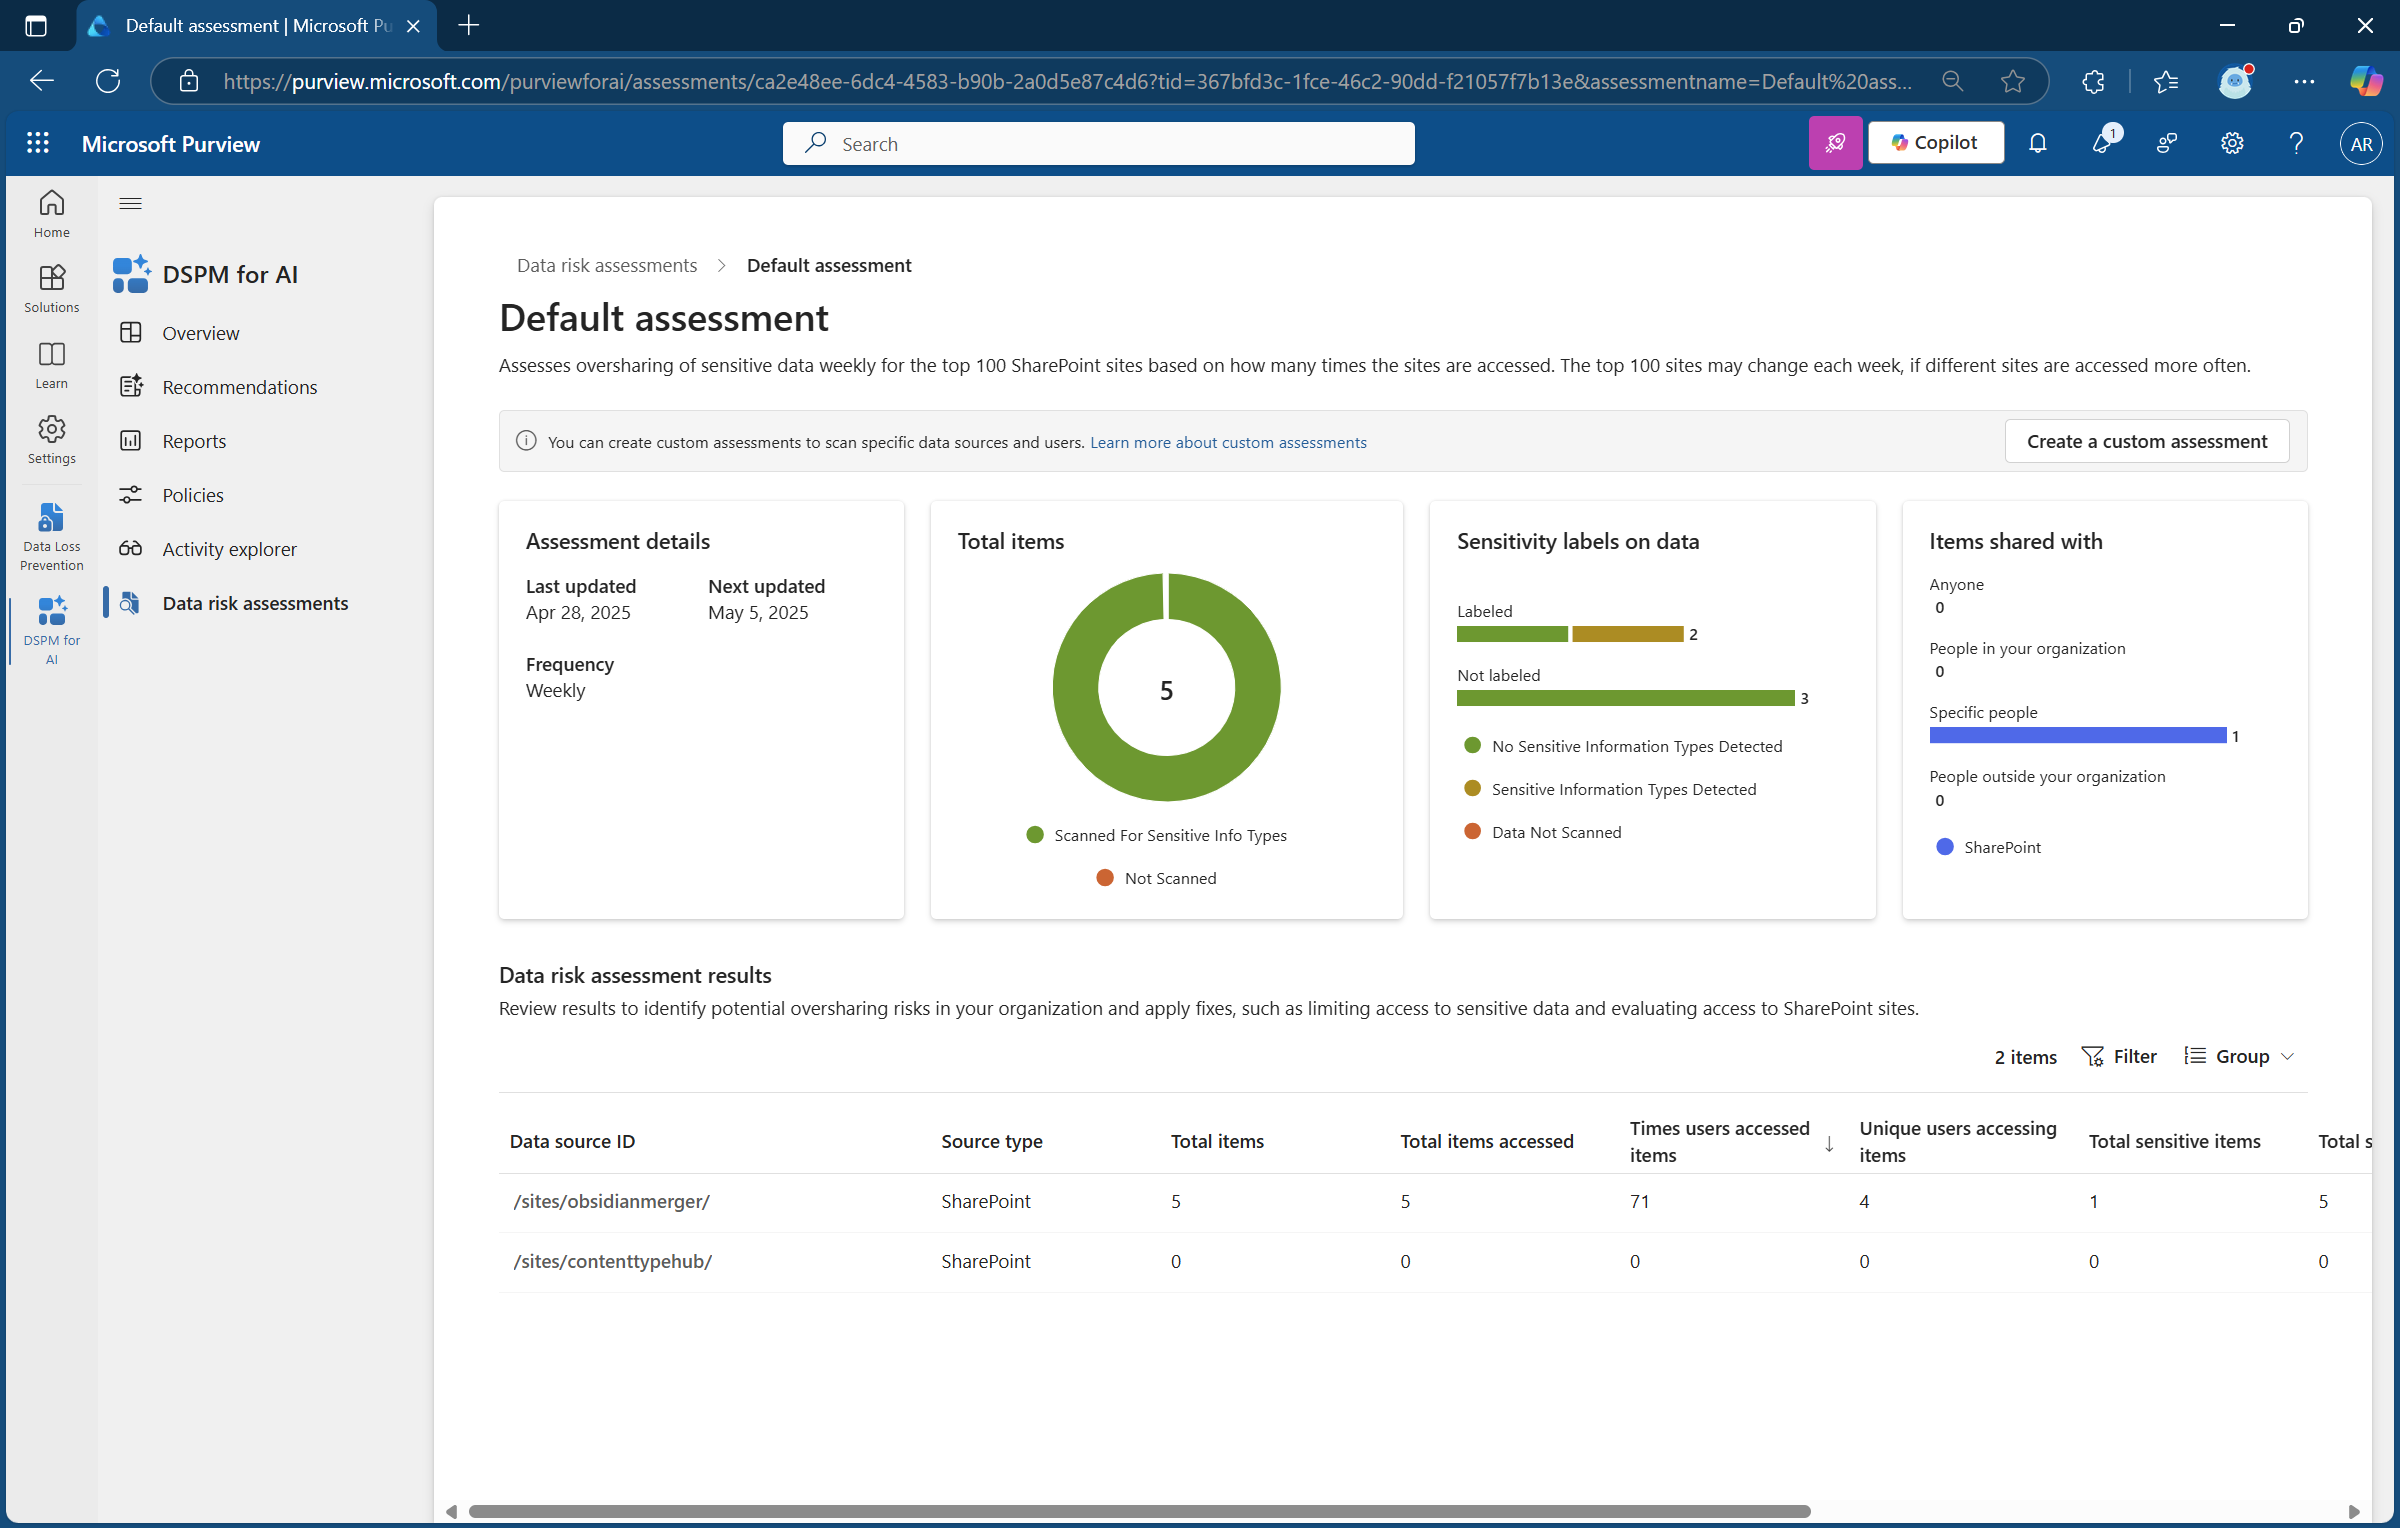 Default assessment | Microsoft Pu
https://purview.microsoft.com/purviewforai/assessments/ca2e48ee-6dc4-4583-b90b-2a0d5e87c4d6?tid=367bfd3c-1fce-46c2-90dd-f21057f7b13e&assessmentname=Default%20ass...
Microsoft Purview
Search
Copilot
1
AR
Home
Solutions
Learn
Settings
Data Loss
Prevention
DSPM for
AI
DSPM for AI
Overview
Recommendations
Reports
Policies
Activity explorer
Data risk assessments
Data risk assessments > Default assessment
Default assessment
Assesses oversharing of sensitive data weekly for the top 100 SharePoint sites based on how many times the sites are accessed. The top 100 sites may change each week, if different sites are accessed more often.
You can create custom assessments to scan specific data sources and users. Learn more about custom assessments
Create a custom assessment
Assessment details
Last updated
Apr 28, 2025
Next updated
May 5, 2025
Frequency
Weekly
Total items
5
Scanned For Sensitive Info Types
Not Scanned
Sensitivity labels on data
Labeled
2
Not labeled
3
No Sensitive Information Types Detected
Sensitive Information Types Detected
Data Not Scanned
Items shared with
Anyone
0
People in your organization
0
Specific people
1
People outside your organization
0
SharePoint
Data risk assessment results
Review results to identify potential oversharing risks in your organization and apply fixes, such as limiting access to sensitive data and evaluating access to SharePoint sites.
2 items Filter Group
Data source ID Source type Total items Total items accessed Times users accessed items Unique users accessing items Total sensitive items Total s
/sites/obsidianmerger/ SharePoint 5 5 71 4 1 5
/sites/contenttypehub/ SharePoint 0 0 0 0 0 0